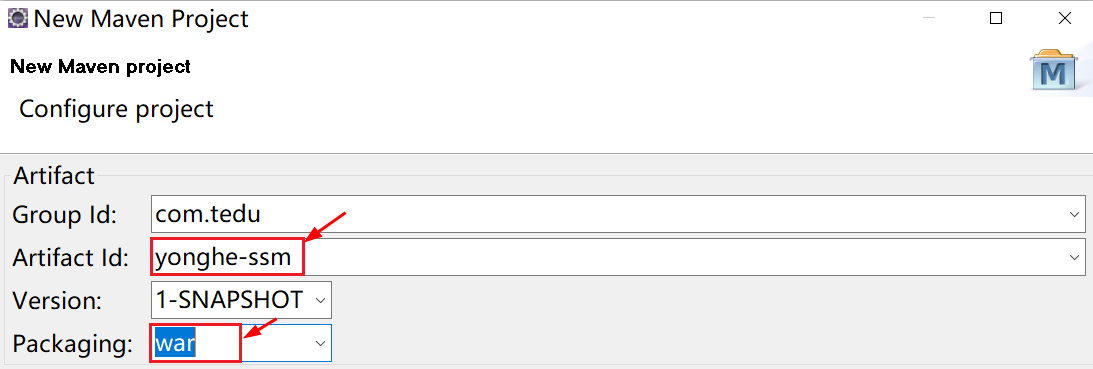 New Maven Project
New Maven project
M
Configure project
Artifact
Group Id: com.tedu
Artifact Id: yonghe-ssm
Version: 1-SNAPSHOT
Packaging: war